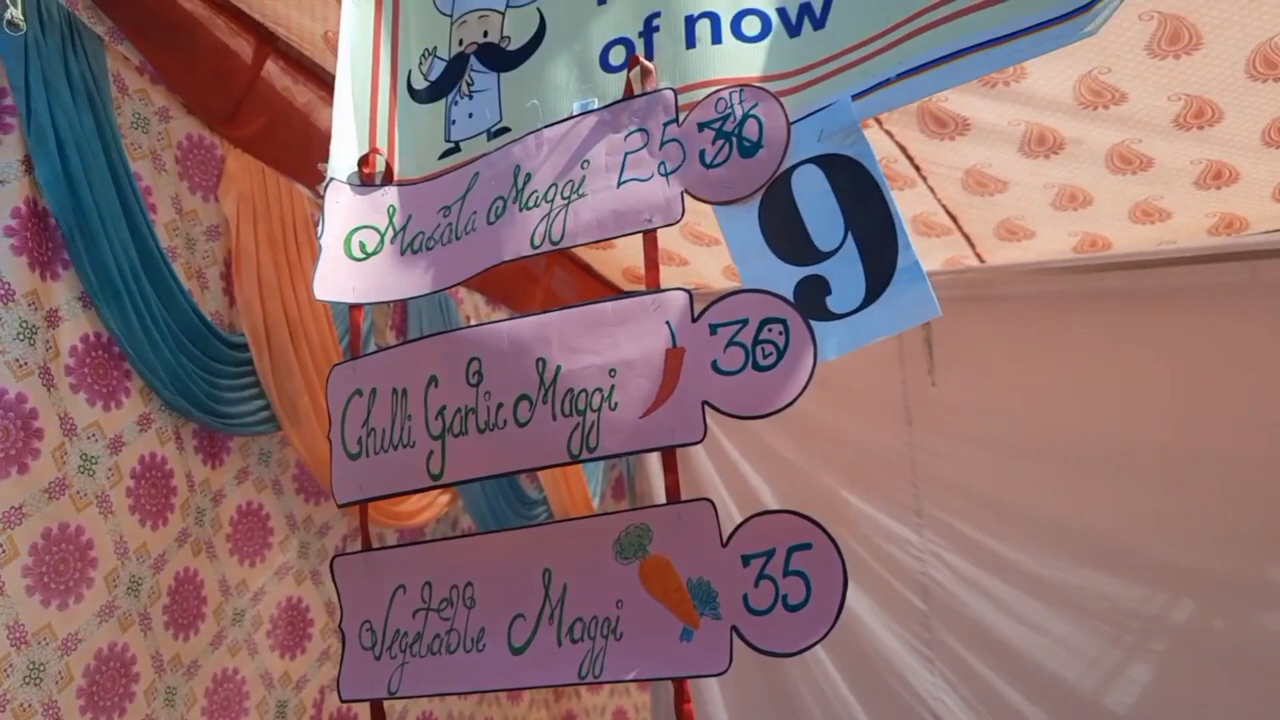 of now
Masala Maggi 25 30 off
9
Chilli Garlic Maggi 30
Vegetable Maggi 35